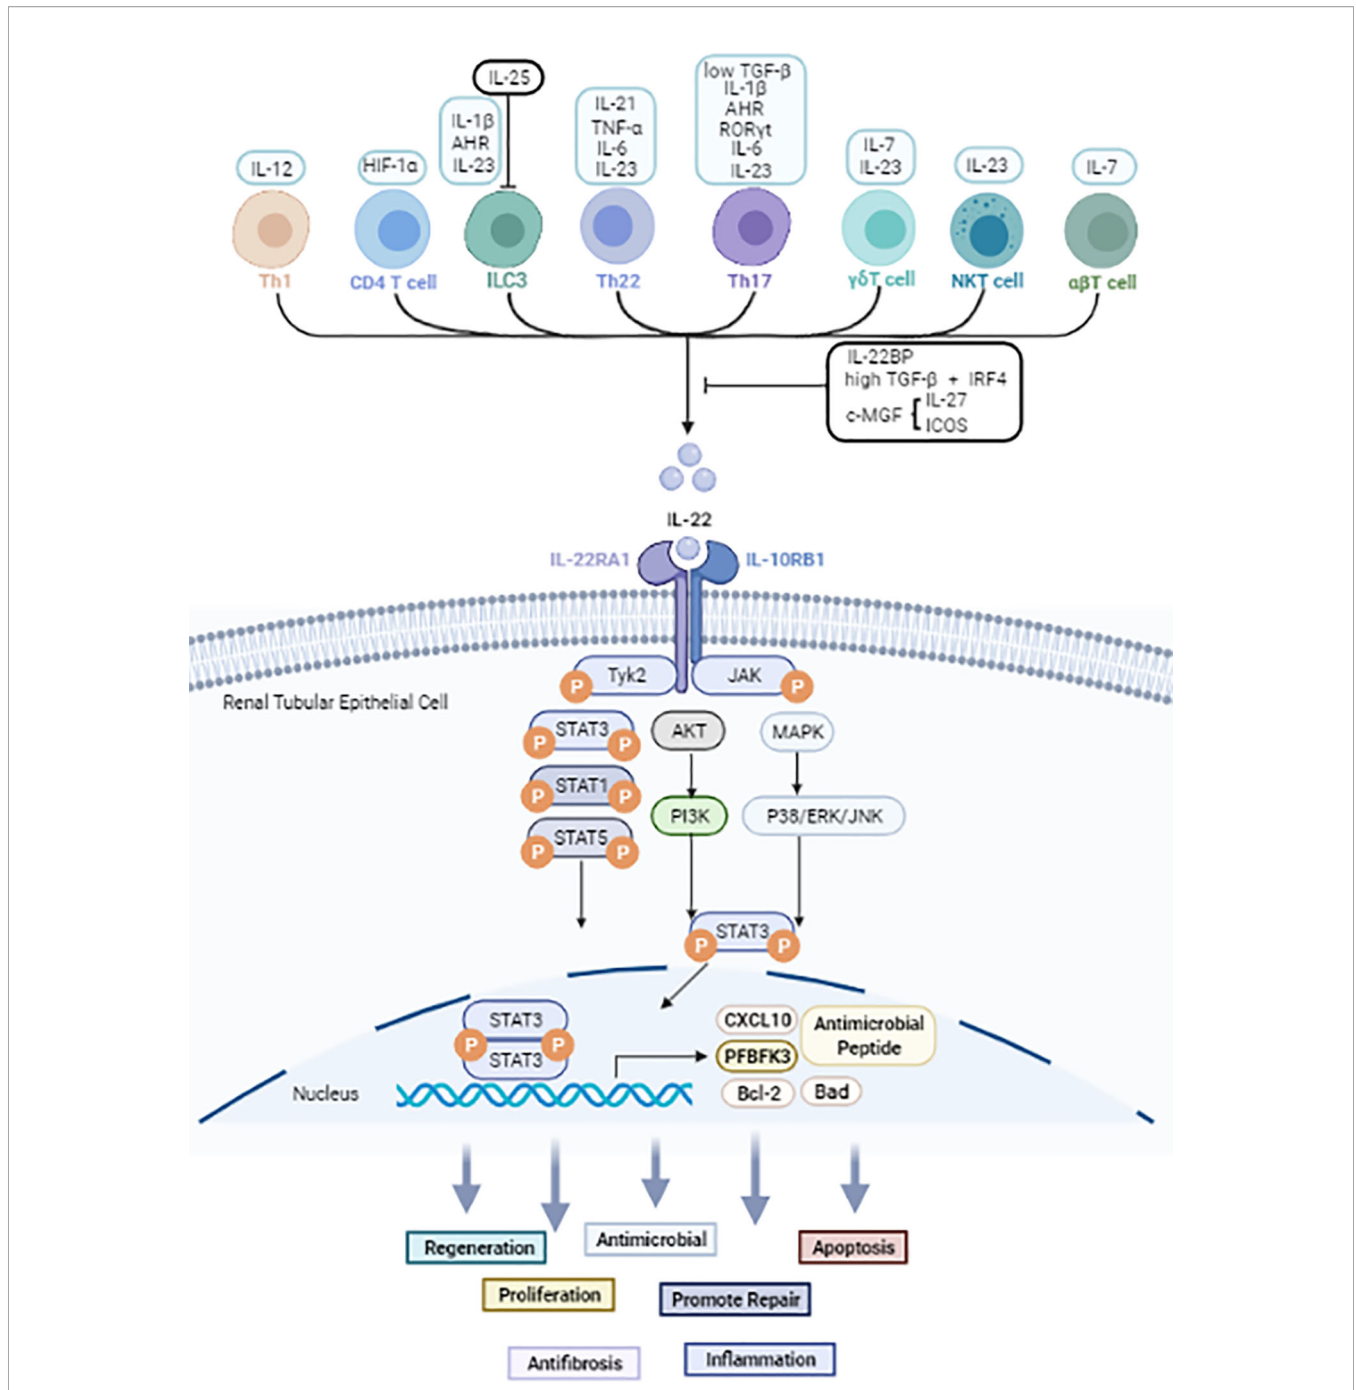 IL-25
IL-12
HIF-1α
IL-1β
AHR
IL-23
IL-21
TNF-α
IL-6
IL-23
low TGF-β
IL-1β
AHR
RORγt
IL-6
IL-23
IL-7
IL-23
IL-23
IL-7
Th1
CD4 T cell
ILC3
Th22
Th17
γδT cell
NKT cell
αβT cell
IL-22BP
high TGF-β + IRF4
c-MGF { IL-27
ICOS
IL-22
IL-22RA1
IL-10RB1
Tyk2
JAK
P
P
Renal Tubular Epithelial Cell
STAT3
P
P
AKT
MAPK
STAT1
P
P
PI3K
P38/ERK/JNK
STAT5
P
P
STAT3
P
P
STAT3
P
P
STAT3
Nucleus
CXCL10
Antimicrobial
Peptide
PFBFK3
Bcl-2
Bad
Regeneration
Antimicrobial
Apoptosis
Proliferation
Promote Repair
Antifibrosis
Inflammation